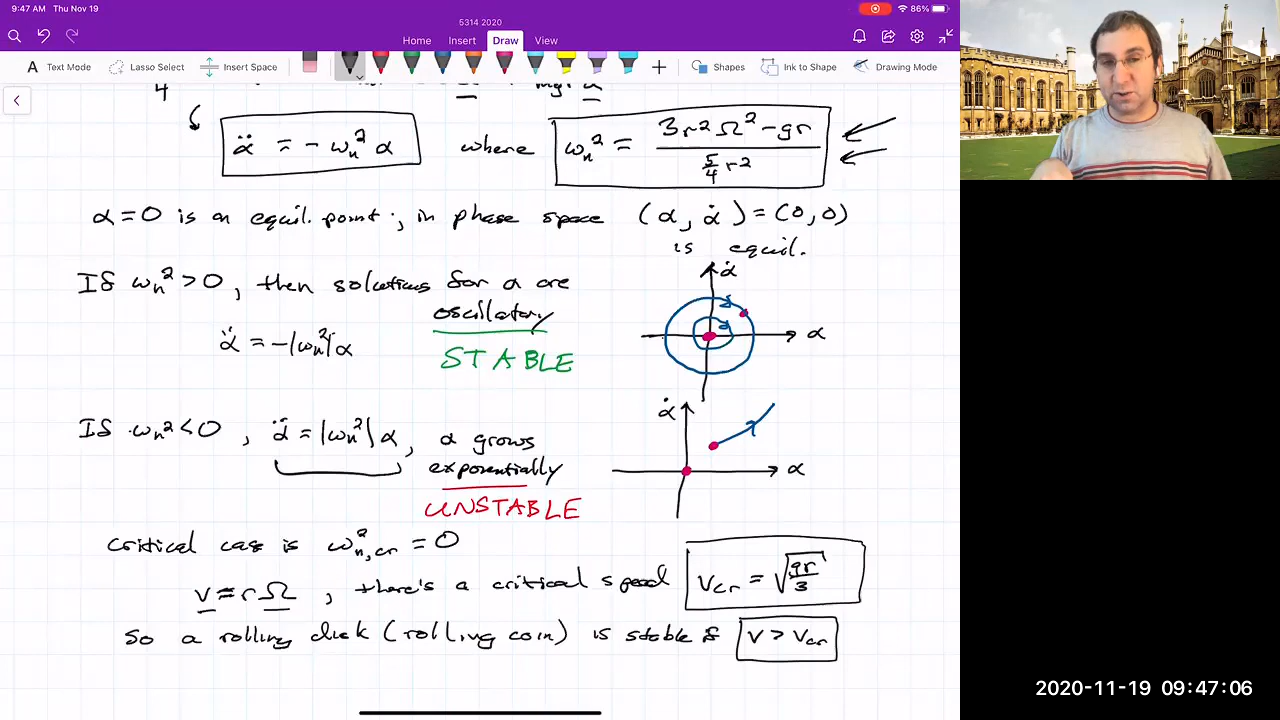 9:47 AM Thu Nov 19
86%
5314 2020
Home Insert Draw View
Text Mode Lasso Select Insert Space Shapes Ink to Shape Drawing Mode
4
α̈ = - ωn² α where ωn² = (3r²Ω² - gr) / (5/4 r²)
α=0 is an equil. point; in phase space (α, α̇) = (0,0)
is equil.
If ωn² > 0, then solutions for α are
oscillatory
α̈ = -|ωn²|α
STABLE
α̇
α
If ωn² < 0, α̈ = |ωn²| α, α grows
exponentially
UNSTABLE
α̇
α
critical case is ω²n,cr = 0
v = rΩ, there's a critical speed vcr = √(gr/3)
So a rolling disk (rolling coin) is stable if v > vcr
2020-11-19 09:47:06